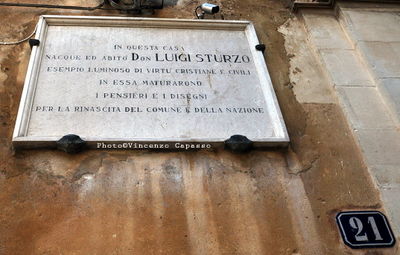 IN QUESTA CASA
NACQUE ED ABITÒ DON LUIGI STURZO
ESEMPIO LUMINOSO DI VIRTÙ CRISTIANE E CIVILI
IN ESSA MATURARONO
I PENSIERI E I DISEGNI
PER LA RINASCITA DEL COMUNE E DELLA NAZIONE
Photo©Vincenzo Capasso
21